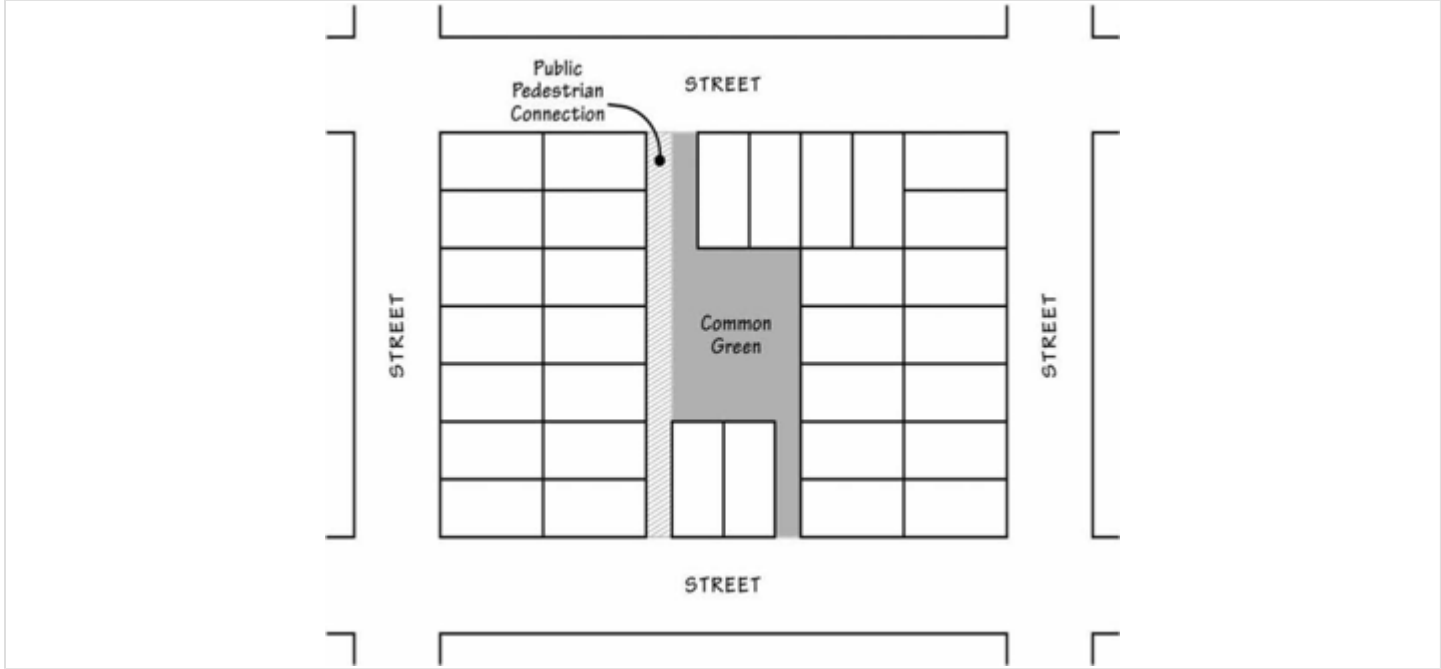 Public
Pedestrian
Connection
STREET
STREET
Common
Green
STREET
STREET